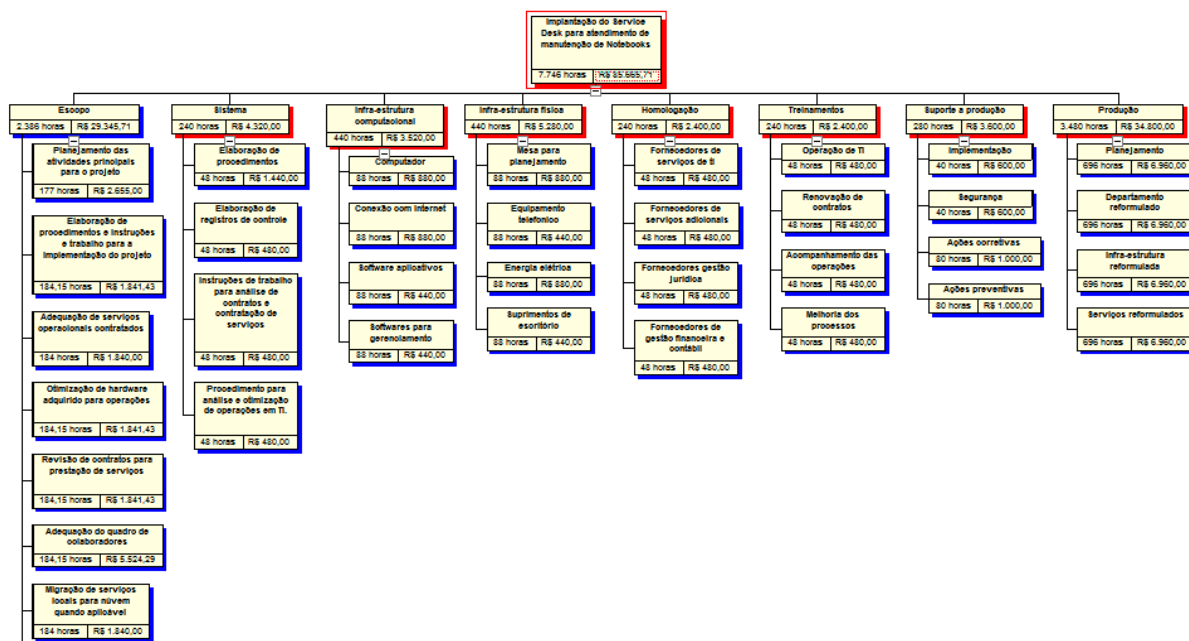 Implantação do Service
Desk para atendimento de
manutenção de Notebooks
7.746 horas R$ 85.665,71
Escopo
2.386 horas R$ 29.345,71
Planejamento das
atividades principais
para o projeto
177 horas R$ 2.655,00
Elaboração de
procedimentos e instruções
e trabalho para a
implementação do projeto
184,15 horas R$ 1.841,43
Adequação de serviços
operacionais contratados
184 horas R$ 1.840,00
Otimização de hardware
adquirido para operações
184,15 horas R$ 1.841,43
Revisão de contratos para
prestação de serviços
184,15 horas R$ 1.841,43
Adequação do quadro de
colaboradores
184,15 horas R$ 5.524,29
Migração de serviços
locais para núvem
quando aplicável
184 horas R$ 1.840,00
Sistema
240 horas R$ 4.320,00
Elaboração de
procedimentos
48 horas R$ 1.440,00
Elaboração de
registros de controle
48 horas R$ 480,00
Instruções de trabalho
para análise de
contratos e
contratação de
serviços
48 horas R$ 480,00
Procedimento para
análise e otimização
de operações em TI.
48 horas R$ 480,00
Infra-estrutura
computacional
440 horas R$ 3.520,00
Computador
88 horas R$ 880,00
Conexão com Internet
88 horas R$ 880,00
Software aplicativos
88 horas R$ 440,00
Softwares para
gerenciamento
88 horas R$ 440,00
Infra-estrutura física
440 horas R$ 5.280,00
Mesa para
planejamento
88 horas R$ 880,00
Equipamento
telefonico
88 horas R$ 440,00
Energia elétrica
88 horas R$ 880,00
Suprimentos de
escritório
88 horas R$ 440,00
Homologação
240 horas R$ 2.400,00
Fornecedores de
serviços de ti
48 horas R$ 480,00
Fornecedores de
serviços adicionais
48 horas R$ 480,00
Fornecedores gestão
jurídica
48 horas R$ 480,00
Fornecedores de
gestão financeira e
contábil
48 horas R$ 480,00
Treinamentos
240 horas R$ 2.400,00
Operação de TI
48 horas R$ 480,00
Renovação de
contratos
48 horas R$ 480,00
Acompanhamento das
operações
48 horas R$ 480,00
Melhoria dos
processos
48 horas R$ 480,00
Suporte a produção
280 horas R$ 3.600,00
Implementação
40 horas R$ 600,00
Segurança
40 horas R$ 600,00
Ações corretivas
80 horas R$ 1.000,00
Ações preventivas
80 horas R$ 1.000,00
Produção
3.480 horas R$ 34.800,00
Planejamento
696 horas R$ 6.960,00
Departamento
reformulado
696 horas R$ 6.960,00
Infra-estrutura
reformulada
696 horas R$ 6.960,00
Serviços reformulados
696 horas R$ 6.960,00